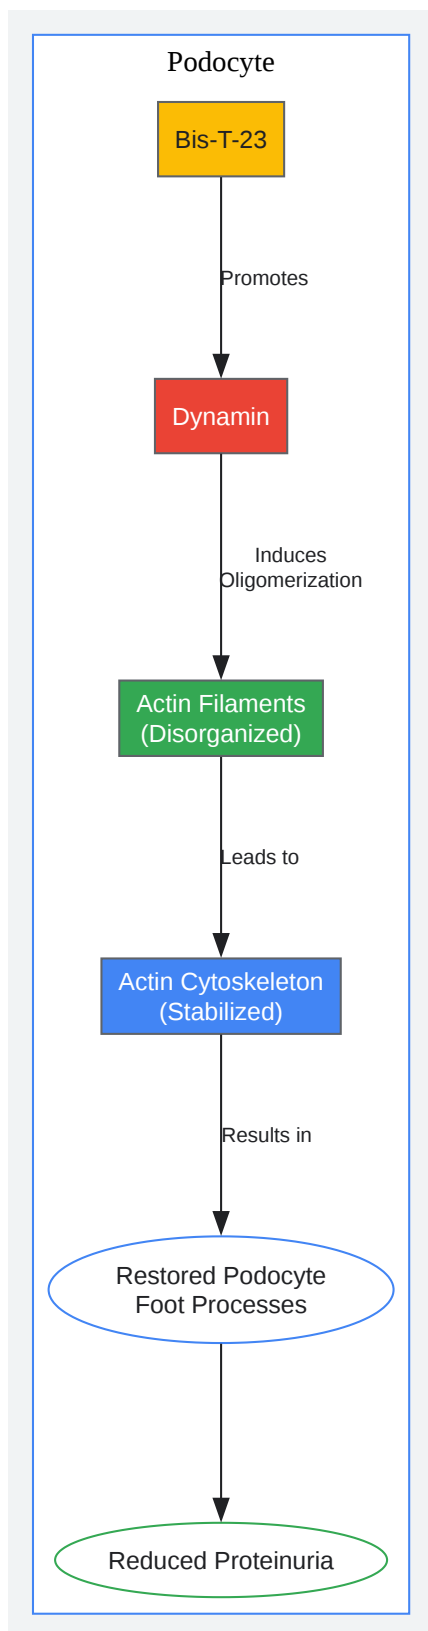 Podocyte
Bis-T-23
Promotes
Dynamin
Induces
Oligomerization
Actin Filaments
(Disorganized)
Leads to
Actin Cytoskeleton
(Stabilized)
Results in
Restored Podocyte
Foot Processes
Reduced Proteinuria